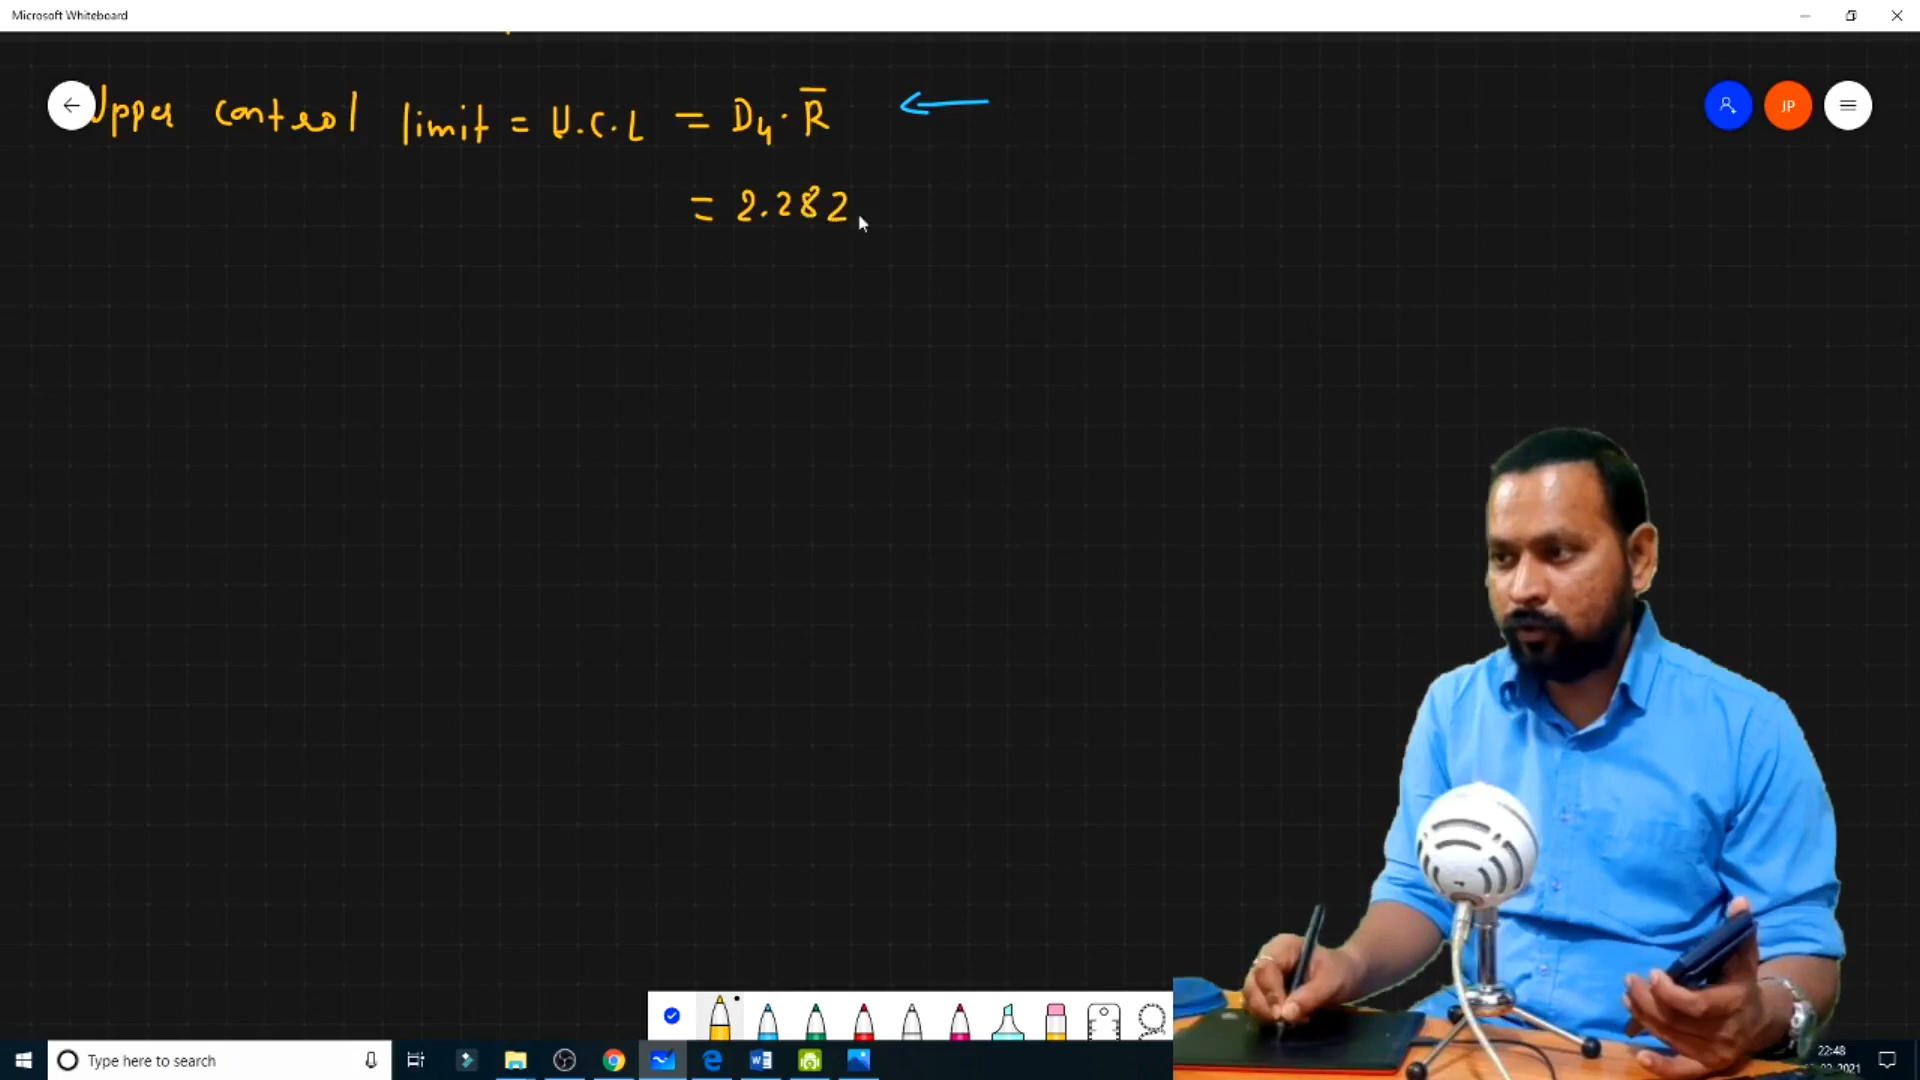 Microsoft Whiteboard
Upper control limit = U.C.L = D₄·R̅
= 2.282
JP
Type here to search
22:48